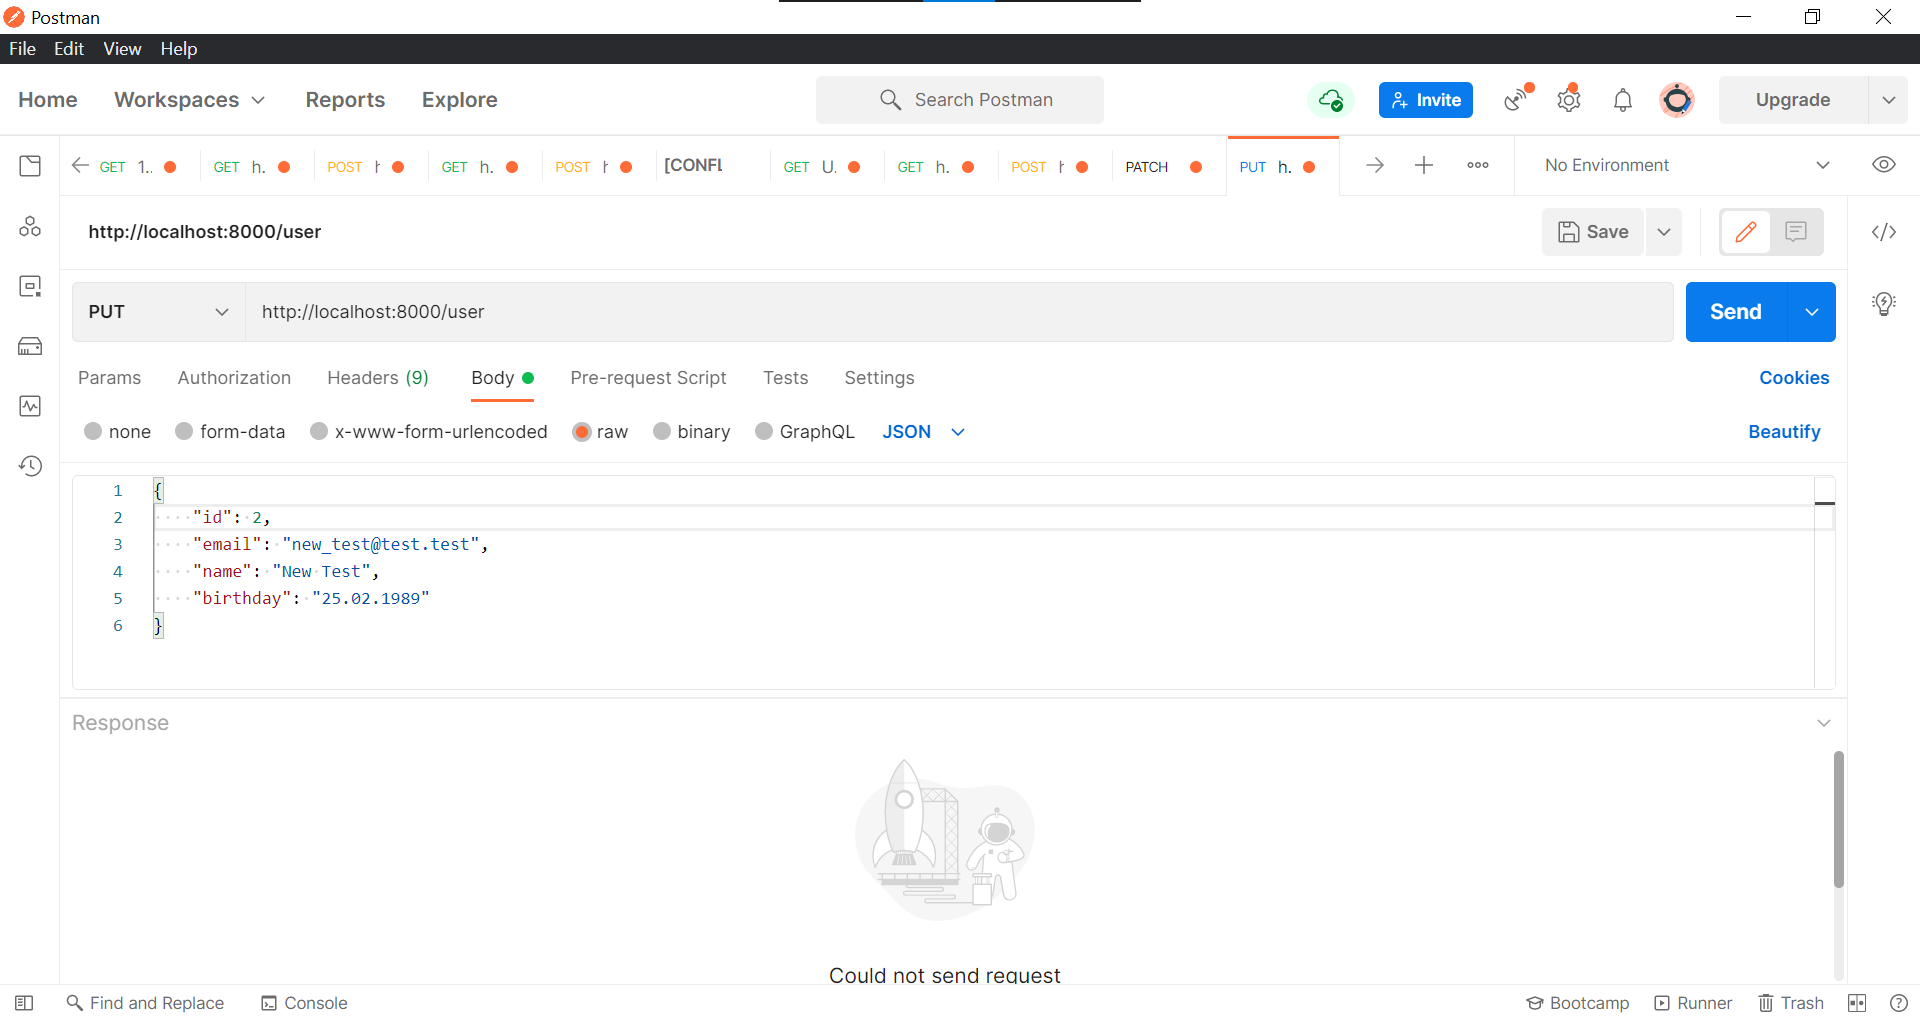 Postman
File Edit View Help
Home Workspaces Reports Explore Search Postman Invite Upgrade
GET 1.. GET h. POST h GET h. POST h [CONFL GET U. GET h. POST h PATCH PUT h. No Environment
http://localhost:8000/user Save
PUT http://localhost:8000/user Send
Params Authorization Headers (9) Body Pre-request Script Tests Settings Cookies
none form-data x-www-form-urlencoded raw binary GraphQL JSON Beautify
1 {
2 "id": 2,
3 "email": "new_test@test.test",
4 "name": "New Test",
5 "birthday": "25.02.1989"
6 }
Response
Could not send request
Find and Replace Console Bootcamp Runner Trash